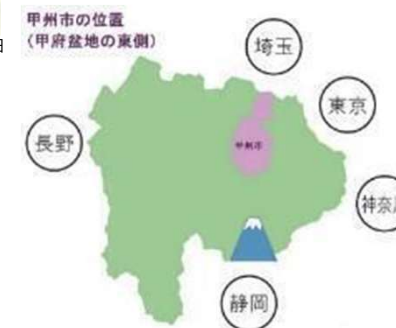 甲州市の位置
(甲府盆地の東側)
埼玉
東京
長野
甲州市
神奈川
静岡